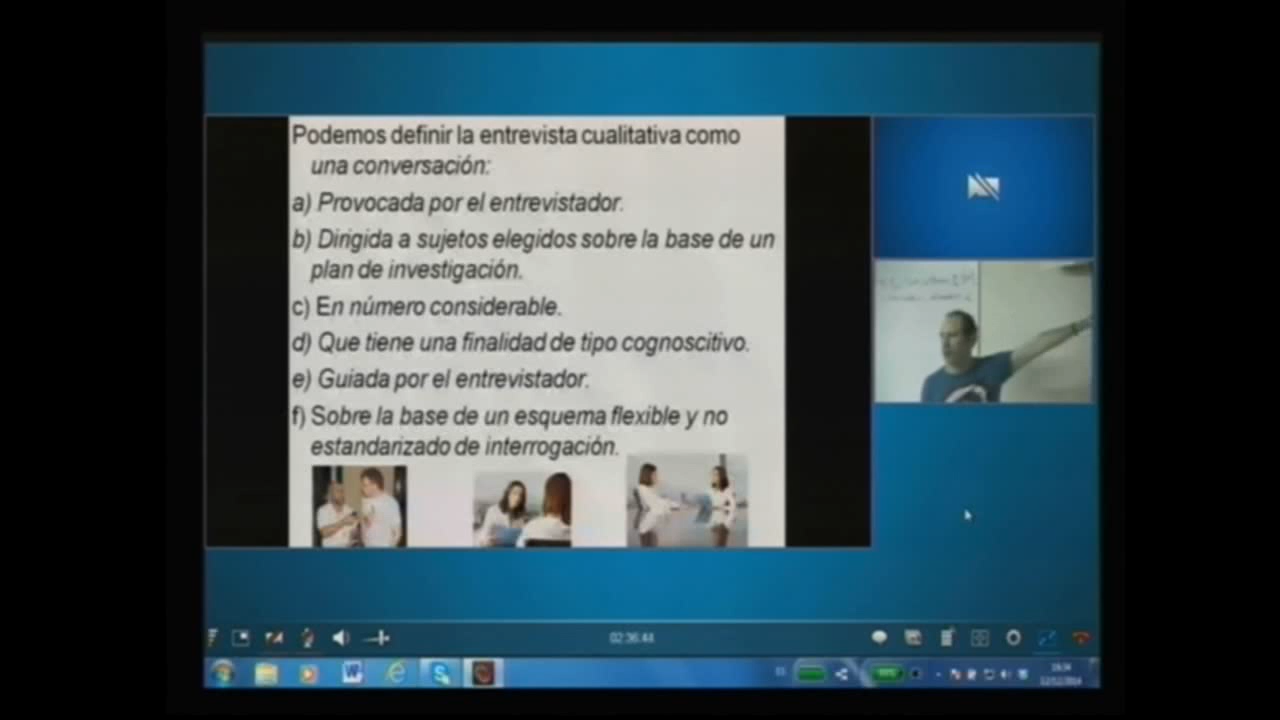 Podemos definir la entrevista cualitativa como
una conversación:
a) Provocada por el entrevistador.
b) Dirigida a sujetos elegidos sobre la base de un
plan de investigación.
c) En número considerable.
d) Que tiene una finalidad de tipo cognoscitivo.
e) Guiada por el entrevistador.
f) Sobre la base de un esquema flexible y no
estandarizado de interrogación.
02:36:44
ES